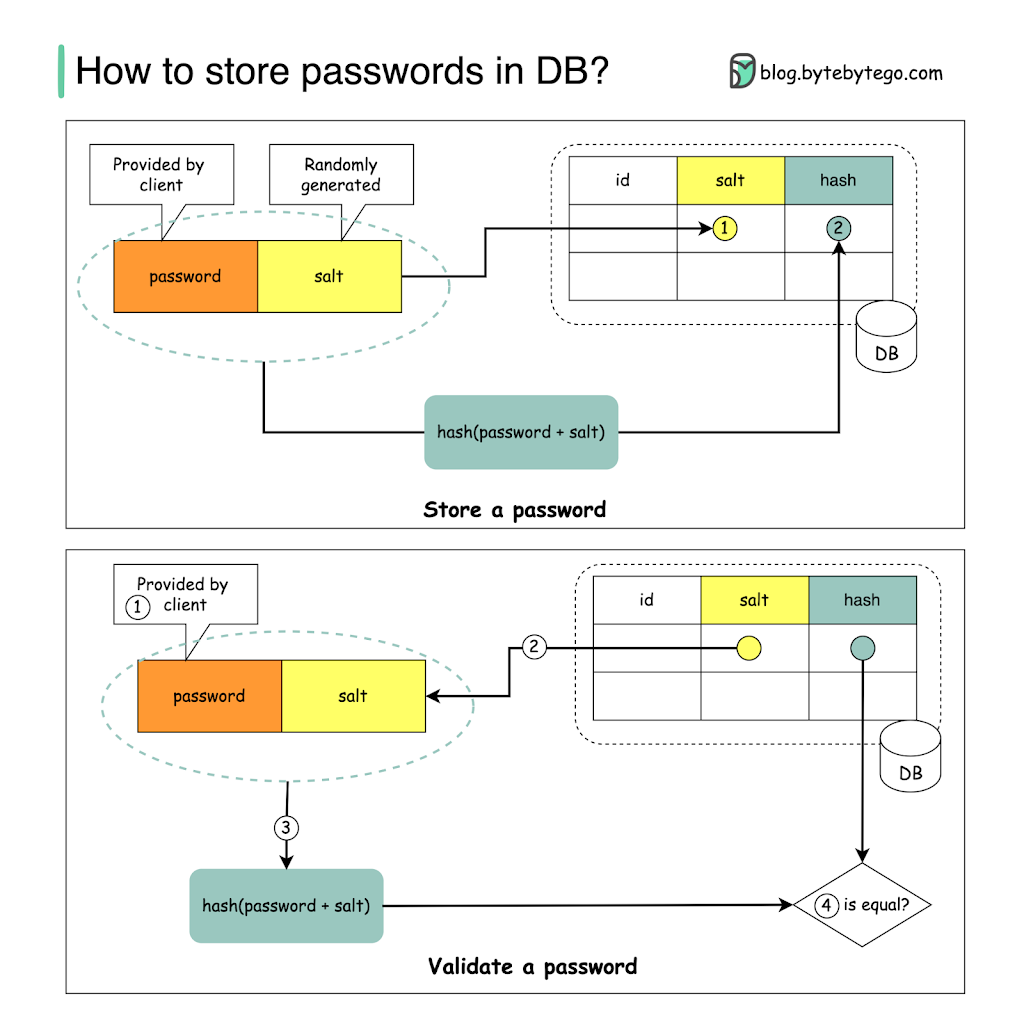 How to store passwords in DB?
blog.bytebytego.com
Provided by
client
Randomly
generated
password
salt
id
salt
hash
1
2
DB
hash(password + salt)
Store a password
Provided by
1
client
password
salt
2
id
salt
hash
DB
3
hash(password + salt)
4 is equal?
Validate a password